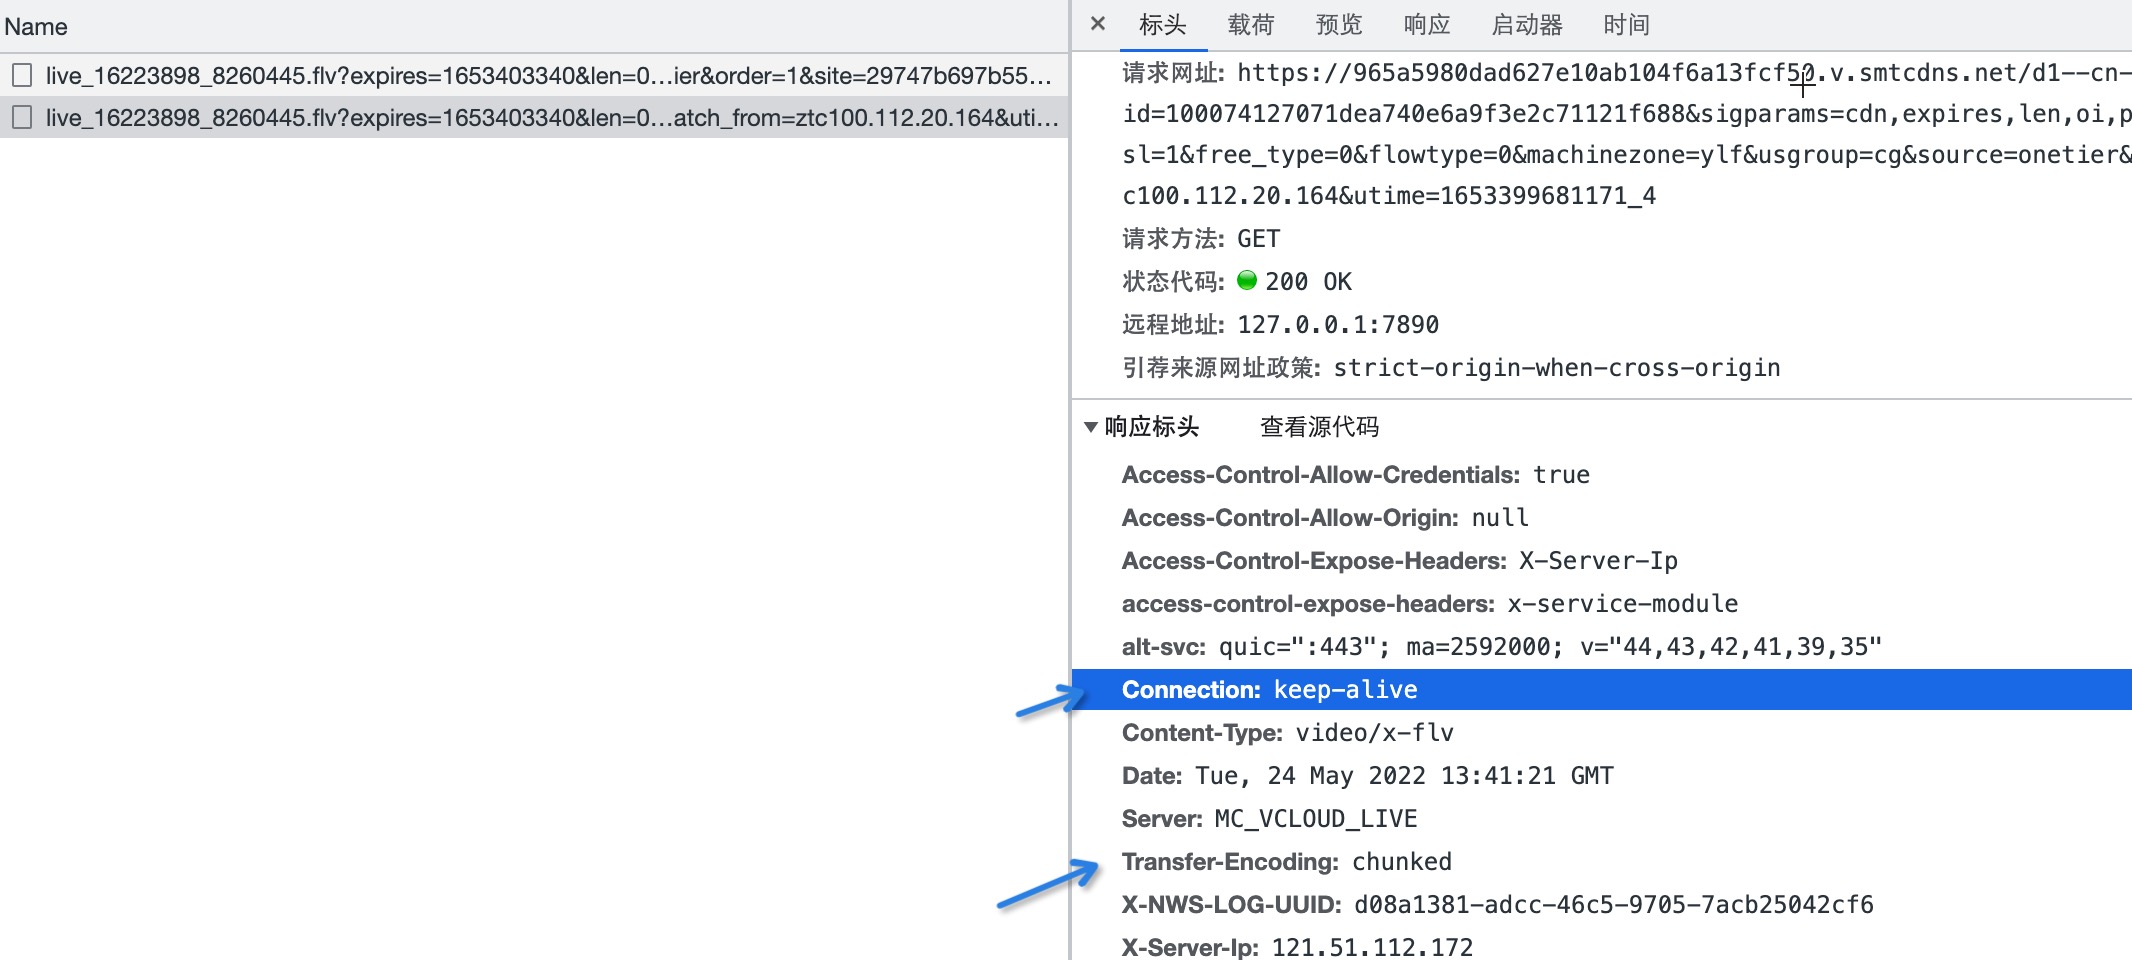 Name
live_16223898_8260445.flv?expires=1653403340&len=0...ier&order=1&site=29747b697b55...
live_16223898_8260445.flv?expires=1653403340&len=0...atch_from=ztc100.112.20.164&uti...
× 标头 载荷 预览 响应 启动器 时间
请求网址: https://965a5980dad627e10ab104f6a13fcf50.v.smtcdns.net/d1--cn-
id=100074127071dea740e6a9f3e2c71121f688&sigparams=cdn,expires,len,oi,p
sl=1&free_type=0&flowtype=0&machinezone=ylf&usgroup=cg&source=onetier&
c100.112.20.164&utime=1653399681171_4
请求方法: GET
状态代码: 200 OK
远程地址: 127.0.0.1:7890
引荐来源网址政策: strict-origin-when-cross-origin
响应标头 查看源代码
Access-Control-Allow-Credentials: true
Access-Control-Allow-Origin: null
Access-Control-Expose-Headers: X-Server-Ip
access-control-expose-headers: x-service-module
alt-svc: quic=":443"; ma=2592000; v="44,43,42,41,39,35"
Connection: keep-alive
Content-Type: video/x-flv
Date: Tue, 24 May 2022 13:41:21 GMT
Server: MC_VCLOUD_LIVE
Transfer-Encoding: chunked
X-NWS-LOG-UUID: d08a1381-adcc-46c5-9705-7acb25042cf6
X-Server-Ip: 121.51.112.172